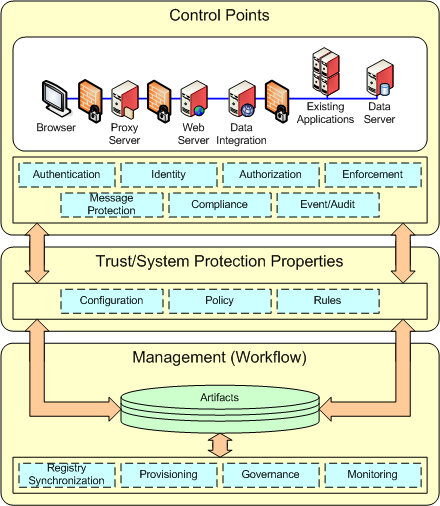 Control Points
Browser
Proxy
Server
Web
Server
Data
Integration
Existing
Applications
Data
Server
Authentication
Identity
Authorization
Enforcement
Message
Protection
Compliance
Event/Audit
Trust/System Protection Properties
Configuration
Policy
Rules
Management (Workflow)
Artifacts
Registry
Synchronization
Provisioning
Governance
Monitoring